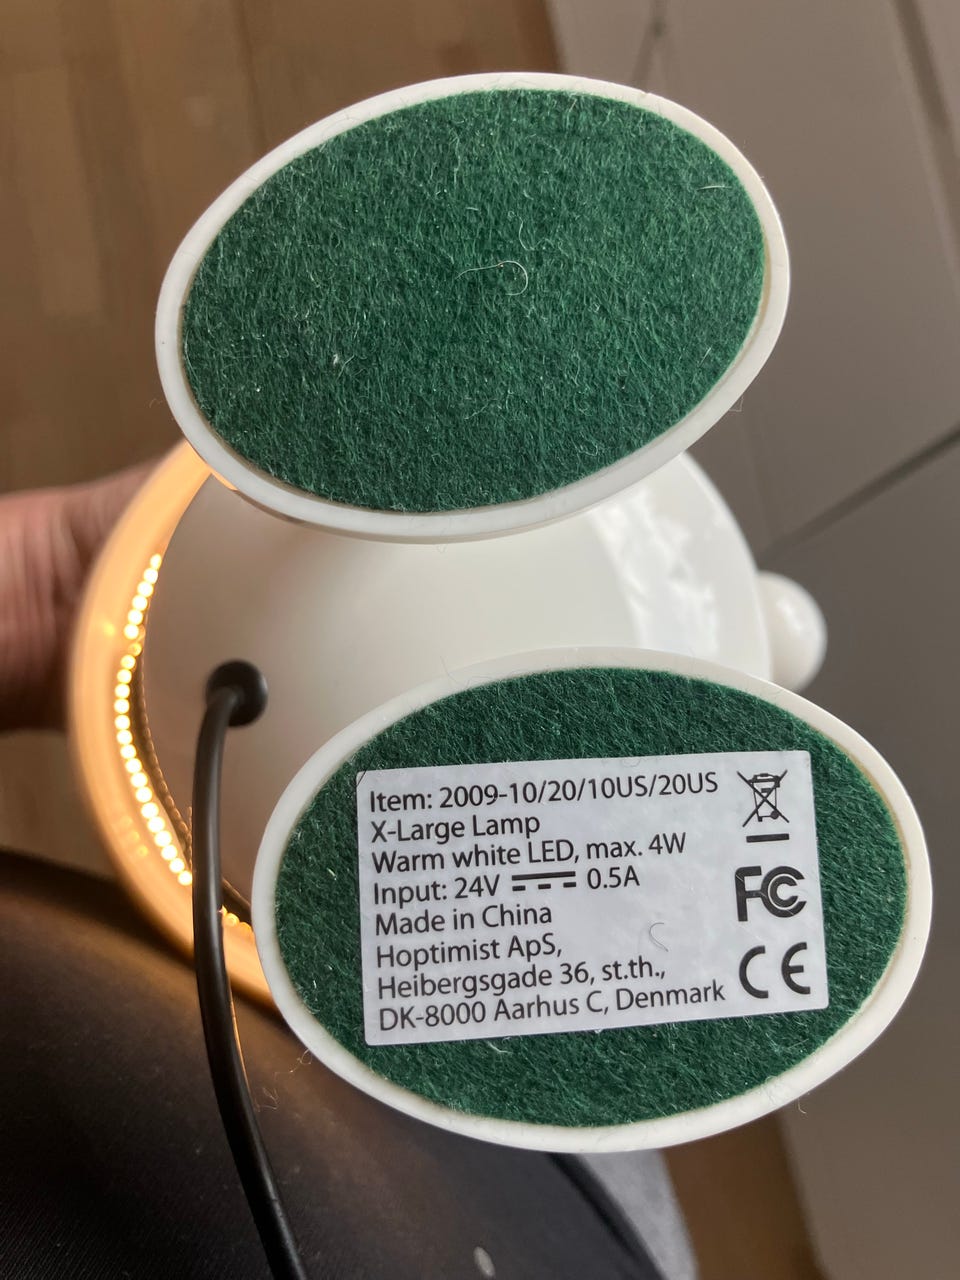 Item: 2009-10/20/10US/20US
X-Large Lamp
Warm white LED, max. 4W
Input: 24V ⎓ 0.5A
Made in China
Hoptimist ApS,
Heibergsgade 36, st.th.,
DK-8000 Aarhus C, Denmark
FC
CE